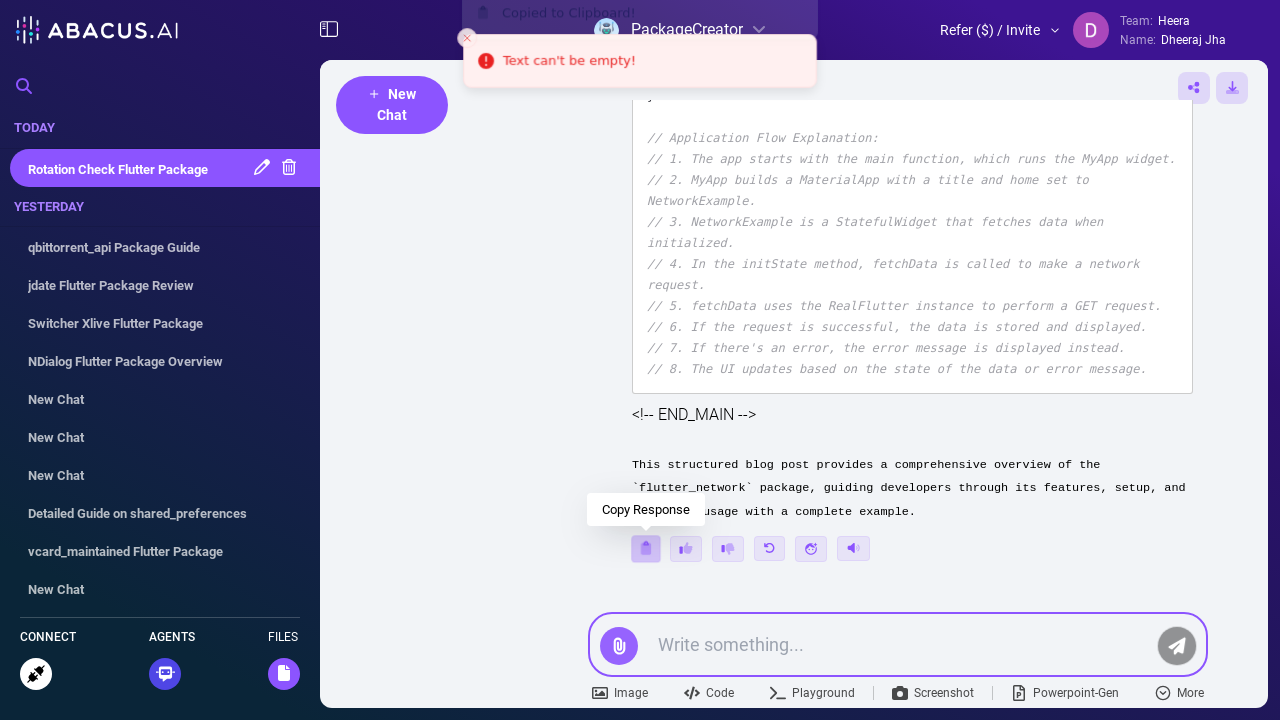 ABACUS.AI
Copied to Clipboard!
PackageCreator
Refer ($) / Invite
D
Team: Heera
Name: Dheeraj Jha
Text can't be empty!
+ New Chat
TODAY
Rotation Check Flutter Package
YESTERDAY
qbittorrent_api Package Guide
jdate Flutter Package Review
Switcher Xlive Flutter Package
NDialog Flutter Package Overview
New Chat
New Chat
New Chat
Detailed Guide on shared_preferences
vcard_maintained Flutter Package
New Chat
CONNECT
AGENTS
FILES
// Application Flow Explanation:
// 1. The app starts with the main function, which runs the MyApp widget.
// 2. MyApp builds a MaterialApp with a title and home set to
NetworkExample.
// 3. NetworkExample is a StatefulWidget that fetches data when
initialized.
// 4. In the initState method, fetchData is called to make a network
request.
// 5. fetchData uses the RealFlutter instance to perform a GET request.
// 6. If the request is successful, the data is stored and displayed.
// 7. If there's an error, the error message is displayed instead.
// 8. The UI updates based on the state of the data or error message.
<!-- END_MAIN -->
This structured blog post provides a comprehensive overview of the
`flutter_network` package, guiding developers through its features, setup, and
usage with a complete example.
Copy Response
Write something...
Image
Code
Playground
Screenshot
Powerpoint-Gen
More